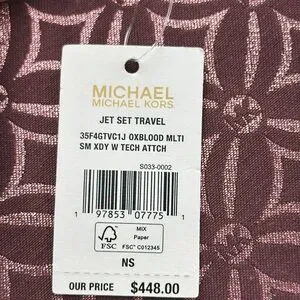 MICHAEL
MICHAEL KORS
JET SET TRAVEL
35F4GTVC1J OXBLOOD MLTI
SM XDY W TECH ATTCH
S033-0002
1 97853 07775 1
FSC
MIX
Paper
FSC® C012345
NS
OUR PRICE $448.00